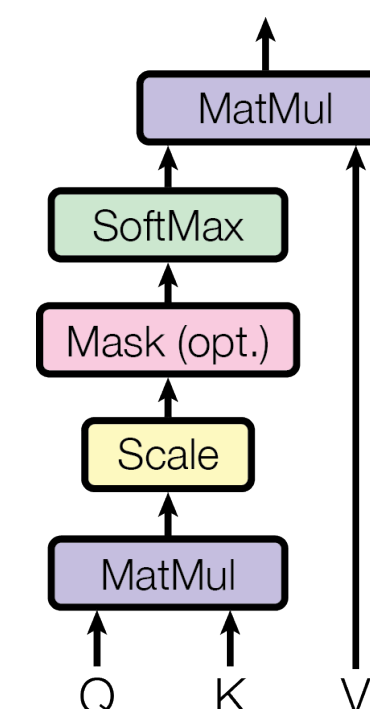 MatMul
SoftMax
Mask (opt.)
Scale
MatMul
Q K V